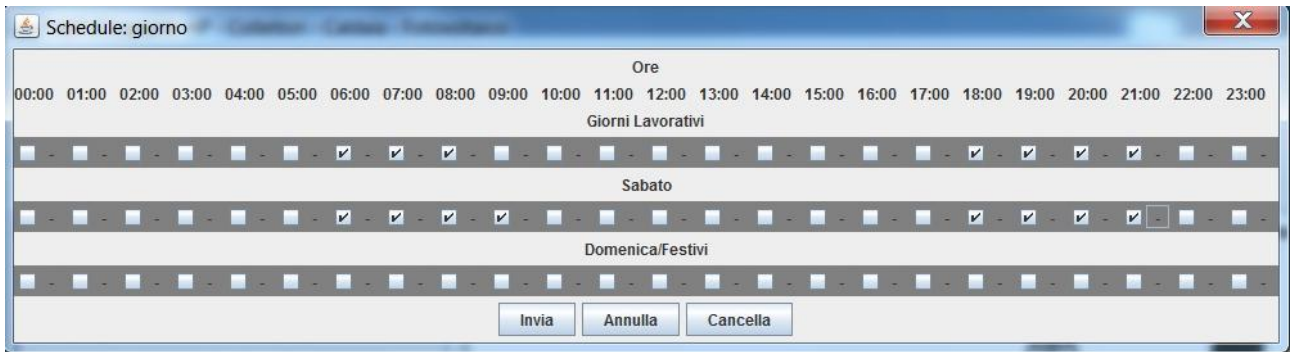 Schedule: giorno
Ore
00:00 01:00 02:00 03:00 04:00 05:00 06:00 07:00 08:00 09:00 10:00 11:00 12:00 13:00 14:00 15:00 16:00 17:00 18:00 19:00 20:00 21:00 22:00 23:00
Giorni Lavorativi
- - - - - - - - - - - - - - - - - - - - - - - -
Sabato
- - - - - - - - - - - - - - - - - - - - - - - -
Domenica/Festivi
- - - - - - - - - - - - - - - - - - - - - - - -
Invia Annulla Cancella